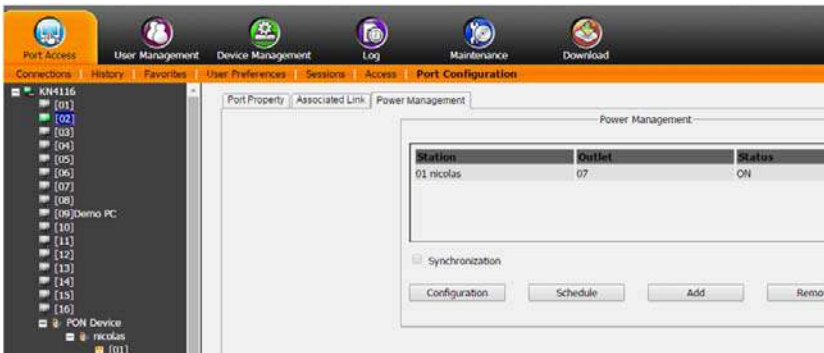 Port Access User Management Device Management Log Maintenance Download
Connections | History | Favorites | User Preferences | Sessions | Access | Port Configuration
KN4116
[01]
[02]
[03]
[04]
[05]
[06]
[07]
[08]
[09]Demo PC
[10]
[11]
[12]
[13]
[14]
[15]
[16]
PON Device
nicolas
[01]
Port Property Associated Link Power Management
Power Management
Station Outlet Status
01 nicolas 07 ON
Synchronization
Configuration Schedule Add Remo